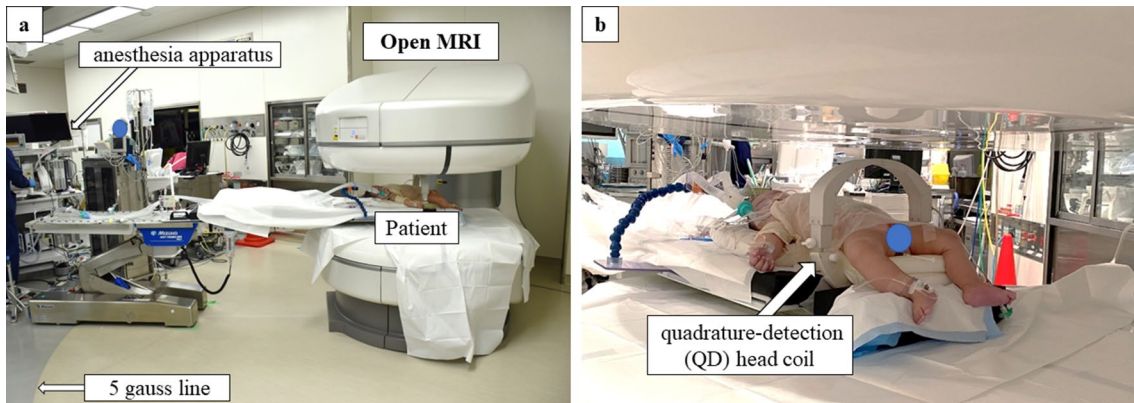 a
anesthesia apparatus
Open MRI
Patient
5 gauss line
b
quadrature-detection
(QD) head coil